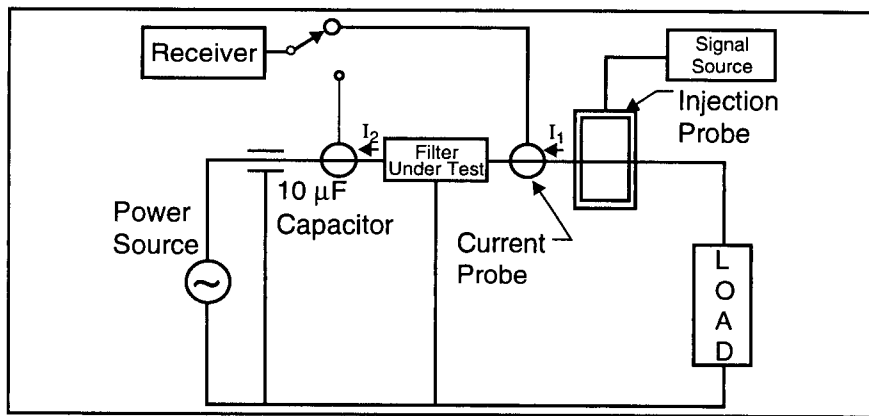 Receiver
Signal
Source
Injection
Probe
I2
I1
Filter
Under Test
10 μF
Capacitor
Power
Source
~
Current
Probe
L
O
A
D